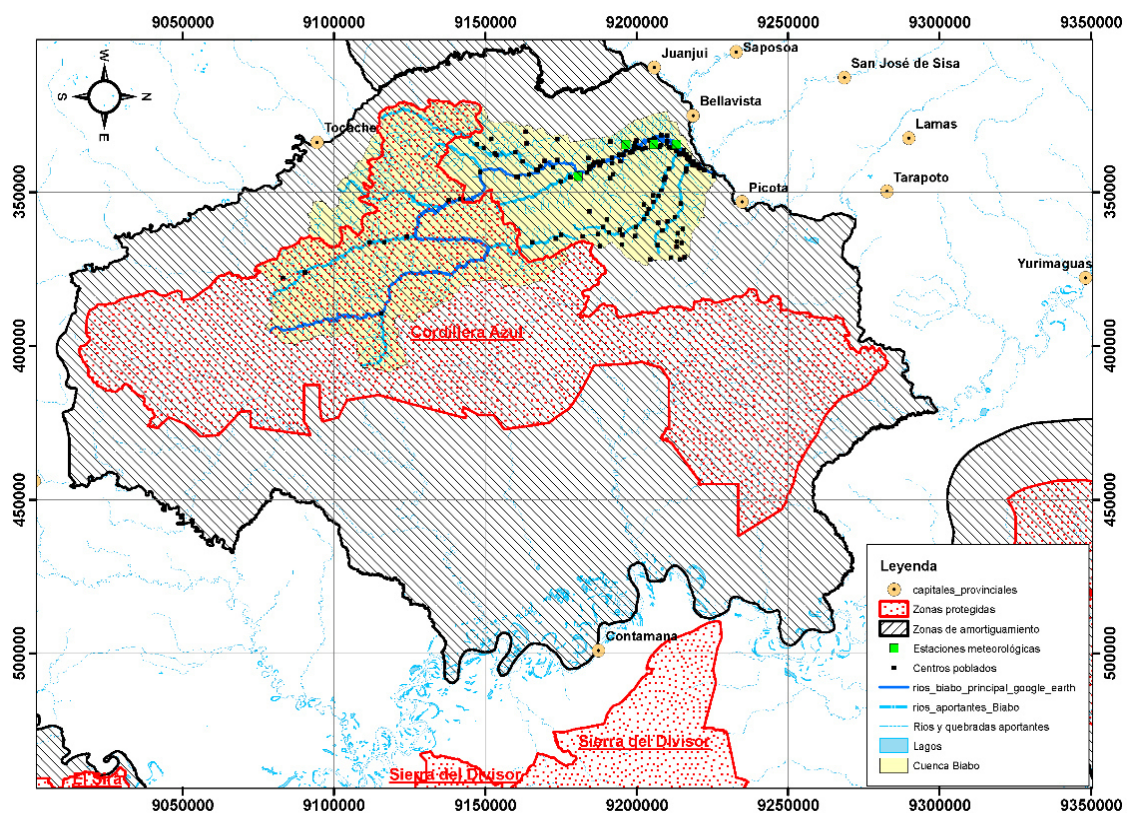 9050000 9100000 9150000 9200000 9250000 9300000 9350000
W
S N
E
Juanjui
Saposoa
San José de Sisa
Bellavista
Lamas
Tocache
Tarapoto
Picota
Yurimaguas
Cordillera Azul
350000 350000
400000 400000
450000 450000
500000 500000
Contamana
Sierra del Divisor
Sierra del Divisor
El Sira
Leyenda
capitales_provinciales
Zonas protegidas
Zonas de amortiguamiento
Estaciones meteorológicas
Centros poblados
rios_biabo_principal_google_earth
rios_aportantes_Biabo
Rios y quebradas aportantes
Lagos
Cuenca Biabo
9050000 9100000 9150000 9200000 9250000 9300000 9350000